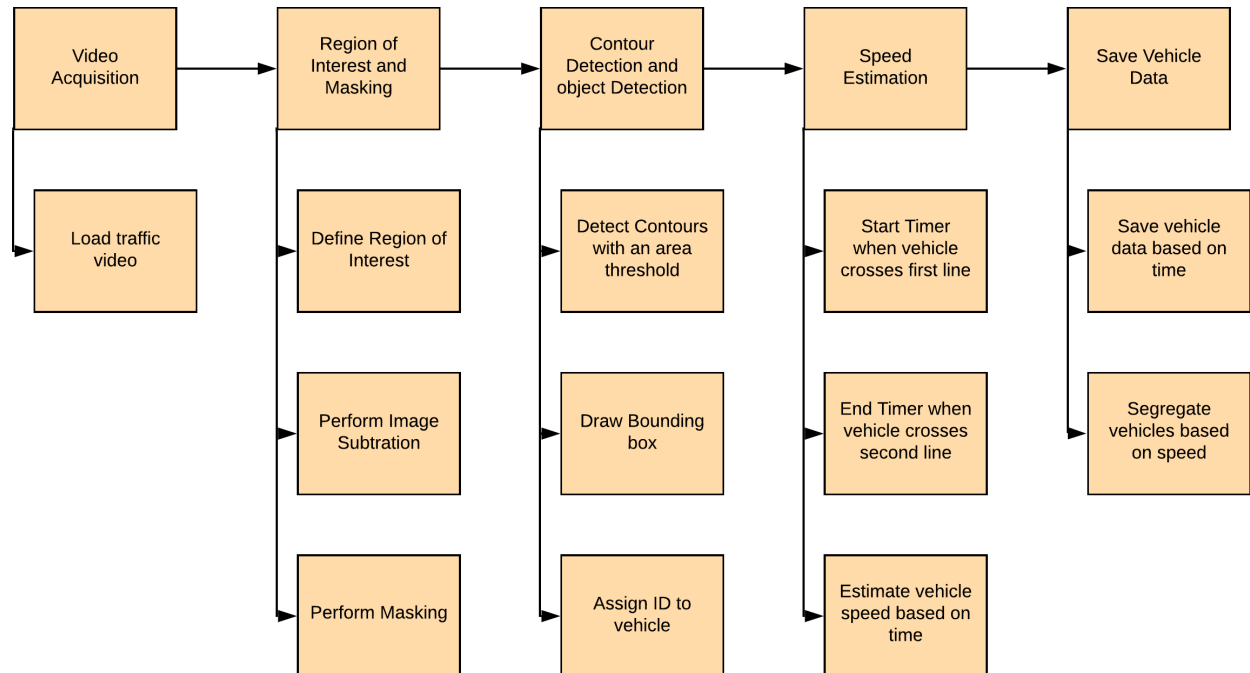 Video
Acquisition
Region of
Interest and
Masking
Contour
Detection and
object Detection
Speed
Estimation
Save Vehicle
Data
Load traffic
video
Define Region of
Interest
Detect Contours
with an area
threshold
Start Timer
when vehicle
crosses first line
Save vehicle
data based on
time
Perform Image
Subtration
Draw Bounding
box
End Timer when
vehicle crosses
second line
Segregate
vehicles based
on speed
Perform Masking
Assign ID to
vehicle
Estimate vehicle
speed based on
time